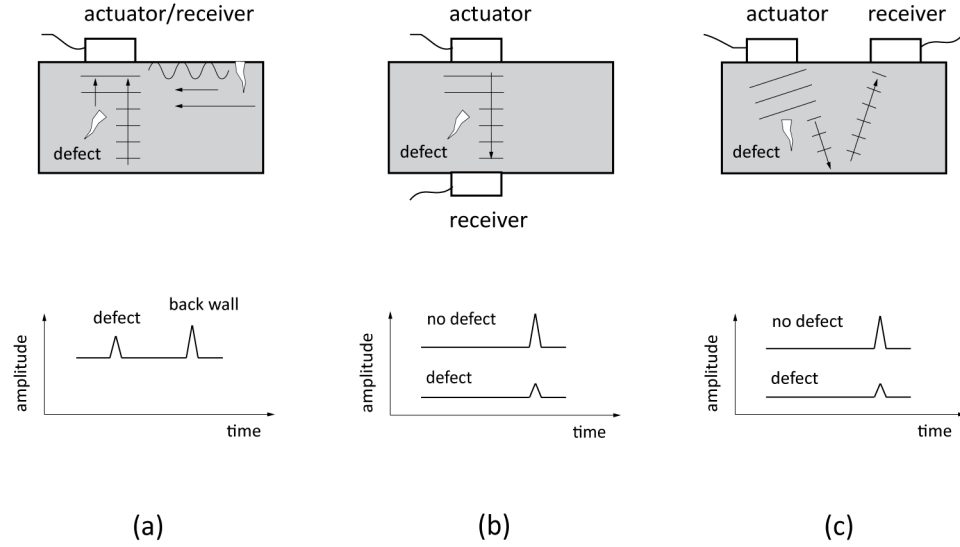 actuator/receiver
defect
defect
back wall
amplitude
time
(a)
actuator
defect
receiver
no defect
defect
amplitude
time
(b)
actuator
receiver
defect
no defect
defect
amplitude
time
(c)